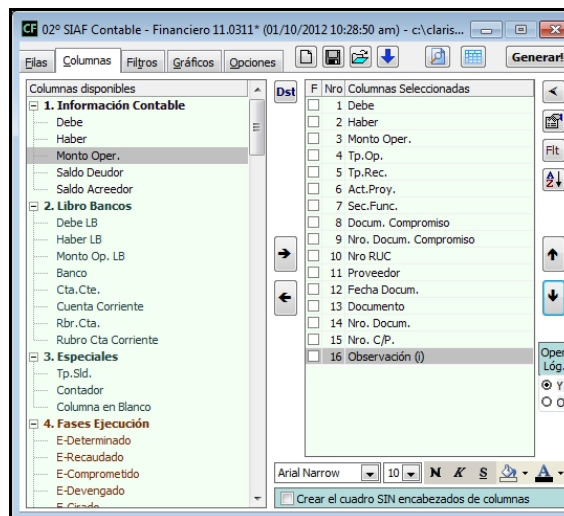 CF 02º SIAF Contable - Financiero 11.0311* (01/10/2012 10:28:50 am) - c:\claris...
Filas Columnas Filtros Gráficos Opciones Generar!
Columnas disponibles
1. Información Contable
Debe
Haber
Monto Oper.
Saldo Deudor
Saldo Acreedor
2. Libro Bancos
Debe LB
Haber LB
Monto Op. LB
Banco
Cta.Cte.
Cuenta Corriente
Rbr.Cta.
Rubro Cta Corriente
3. Especiales
Tp.Sld.
Contador
Columna en Blanco
4. Fases Ejecución
E-Determinado
E-Recaudado
E-Comprometido
E-Devengado
E-Girado
Dst
F Nro Columnas Seleccionadas
1 Debe
2 Haber
3 Monto Oper.
4 Tp.Op.
5 Tp.Rec.
6 Act.Proy.
7 Sec.Func.
8 Docum. Compromiso
9 Nro. Docum. Compromiso
10 Nro RUC
11 Proveedor
12 Fecha Docum.
13 Documento
14 Nro. Docum.
15 Nro. C/P.
16 Observación (i)
Flt
A
Z
Oper
Lóg.
Y
O
Arial Narrow 10 N K S A
Crear el cuadro SIN encabezados de columnas